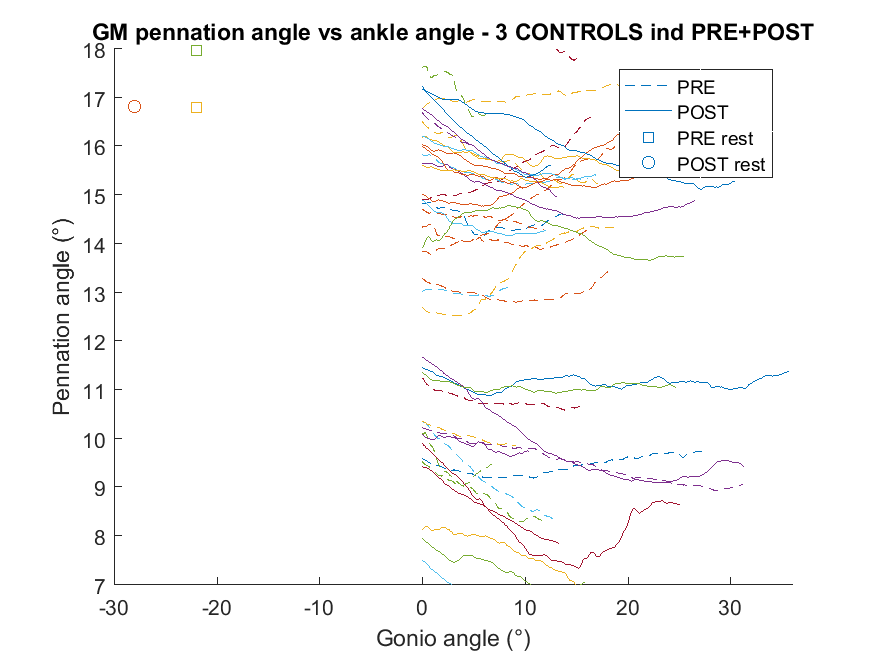 GM pennation angle vs ankle angle - 3 CONTROLS ind PRE+POST
18
17
16
15
14
13
12
11
10
9
8
7
Pennation angle (°)
PRE
POST
PRE rest
POST rest
-30
-20
-10
0
10
20
30
Gonio angle (°)